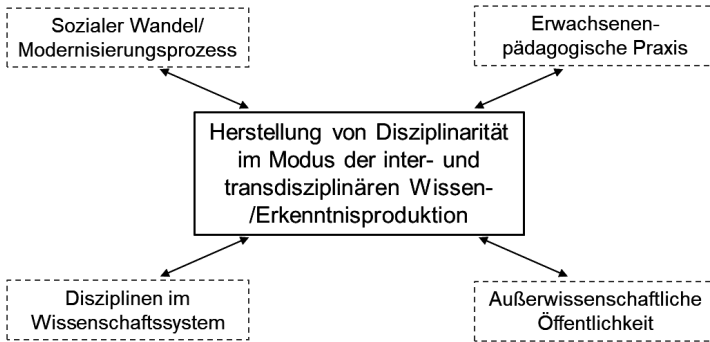 Sozialer Wandel/
Modernisierungsprozess
Erwachsenen-
pädagogische Praxis
Herstellung von Disziplinarität
im Modus der inter- und
transdisziplinären Wissen-
/Erkenntnisproduktion
Disziplinen im
Wissenschaftssystem
Außerwissenschaftliche
Öffentlichkeit